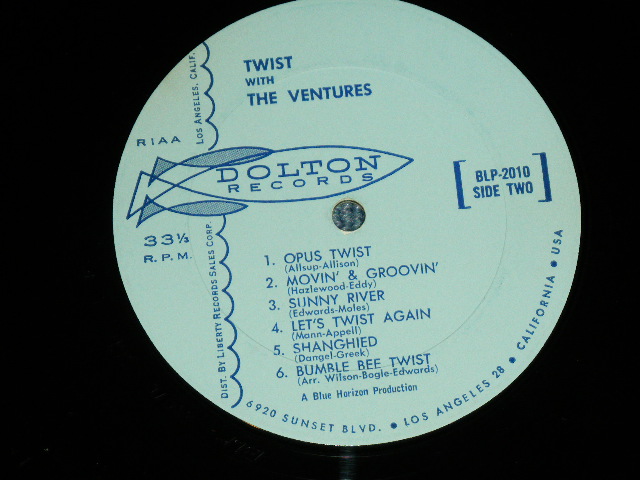 TWIST
WITH
THE VENTURES
LOS ANGELES, CALIF.
RIAA
DOLTON
RECORDS
BLP-2010
SIDE TWO
33⅓
R.P.M.
DIST. BY LIBERTY RECORDS SALES CORP.
1. OPUS TWIST
(Allsup-Allison)
2. MOVIN' & GROOVIN'
(Hazlewood-Eddy)
3. SUNNY RIVER
(Edwards-Moles)
4. LET'S TWIST AGAIN
(Mann-Appell)
5. SHANGHIED
(Dangel-Greek)
6. BUMBLE BEE TWIST
(Arr. Wilson-Bogle-Edwards)
A Blue Horizon Production
6920 SUNSET BLVD. • LOS ANGELES 28 • CALIFORNIA • USA